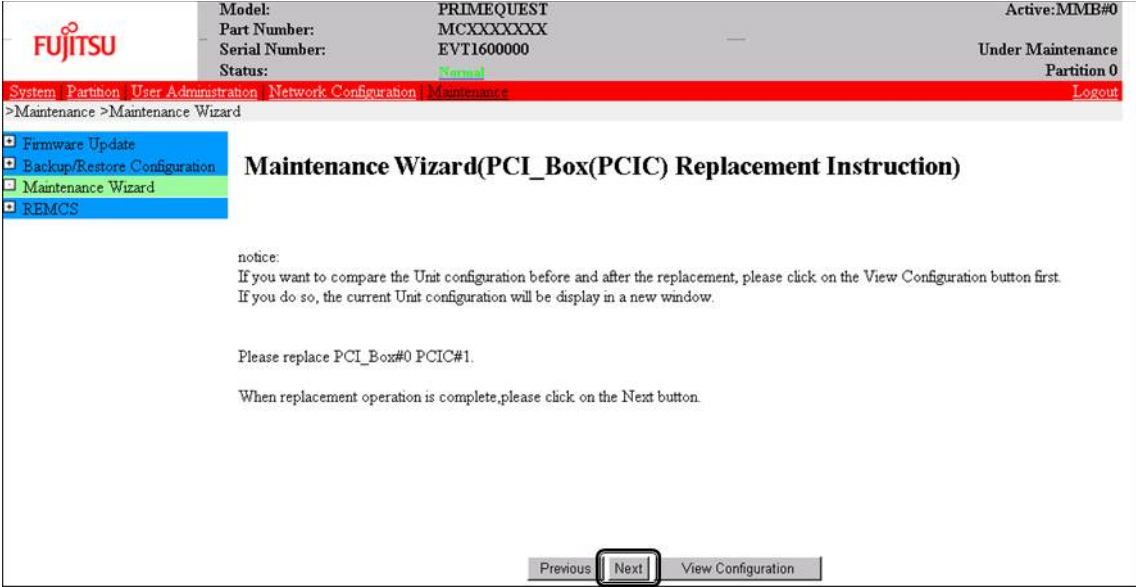 FUJITSU
Model: PRIMEQUEST Active:MMB#0
Part Number: MCXXXXXXX
Serial Number: EVT1600000 Under Maintenance
Status: Normal Partition 0
System | Partition | User Administration | Network Configuration | Maintenance Logout
>Maintenance >Maintenance Wizard
Firmware Update
Backup/Restore Configuration
Maintenance Wizard
REMCS
Maintenance Wizard(PCI_Box(PCIC) Replacement Instruction)
notice:
If you want to compare the Unit configuration before and after the replacement, please click on the View Configuration button first.
If you do so, the current Unit configuration will be display in a new window.
Please replace PCI_Box#0 PCIC#1.
When replacement operation is complete,please click on the Next button.
Previous Next View Configuration